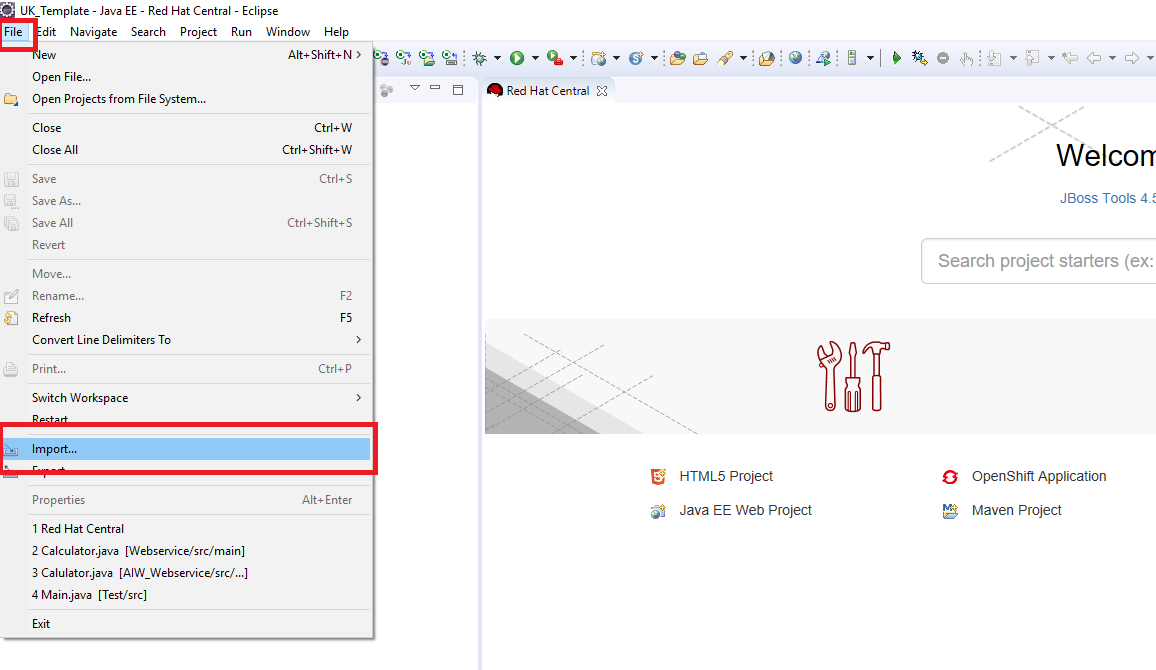 UK_Template - Java EE - Red Hat Central - Eclipse
File Edit Navigate Search Project Run Window Help
New Alt+Shift+N
Open File...
Open Projects from File System...
Close Ctrl+W
Close All Ctrl+Shift+W
Save Ctrl+S
Save As...
Save All Ctrl+Shift+S
Revert
Move...
Rename... F2
Refresh F5
Convert Line Delimiters To
Print... Ctrl+P
Switch Workspace
Restart
Import...
Export...
Properties Alt+Enter
1 Red Hat Central
2 Calculator.java [Webservice/src/main]
3 Calulator.java [AIW_Webservice/src/...]
4 Main.java [Test/src]
Exit
Red Hat Central
Welcom
JBoss Tools 4.5
Search project starters (ex:
HTML5 Project
OpenShift Application
Java EE Web Project
Maven Project